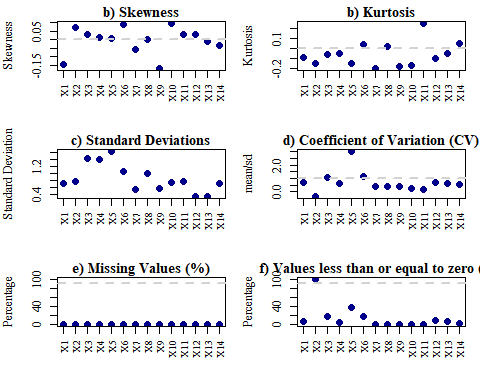 b) Skewness
Skewness
0.05
-0.15
X1 X2 X3 X4 X5 X6 X7 X8 X9 X10 X11 X12 X13 X14
b) Kurtosis
Kurtosis
0.1
-0.2
X1 X2 X3 X4 X5 X6 X7 X8 X9 X10 X11 X12 X13 X14
c) Standard Deviations
Standard Deviation
1.2
0.4
X1 X2 X3 X4 X5 X6 X7 X8 X9 X10 X11 X12 X13 X14
d) Coefficient of Variation (CV)
mean/sd
2.0
0.0
X1 X2 X3 X4 X5 X6 X7 X8 X9 X10 X11 X12 X13 X14
e) Missing Values (%)
Percentage
100
40
0
X1 X2 X3 X4 X5 X6 X7 X8 X9 X10 X11 X12 X13 X14
f) Values less than or equal to zero (
Percentage
100
40
0
X1 X2 X3 X4 X5 X6 X7 X8 X9 X10 X11 X12 X13 X14